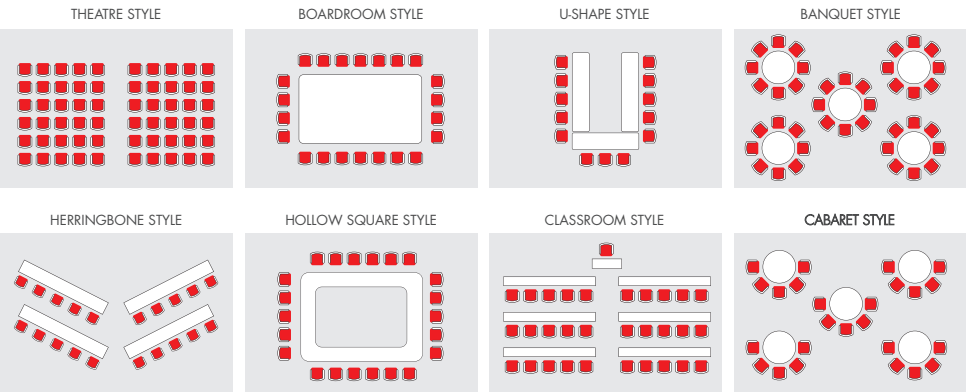 THEATRE STYLE
BOARDROOM STYLE
U-SHAPE STYLE
BANQUET STYLE
HERRINGBONE STYLE
HOLLOW SQUARE STYLE
CLASSROOM STYLE
CABARET STYLE